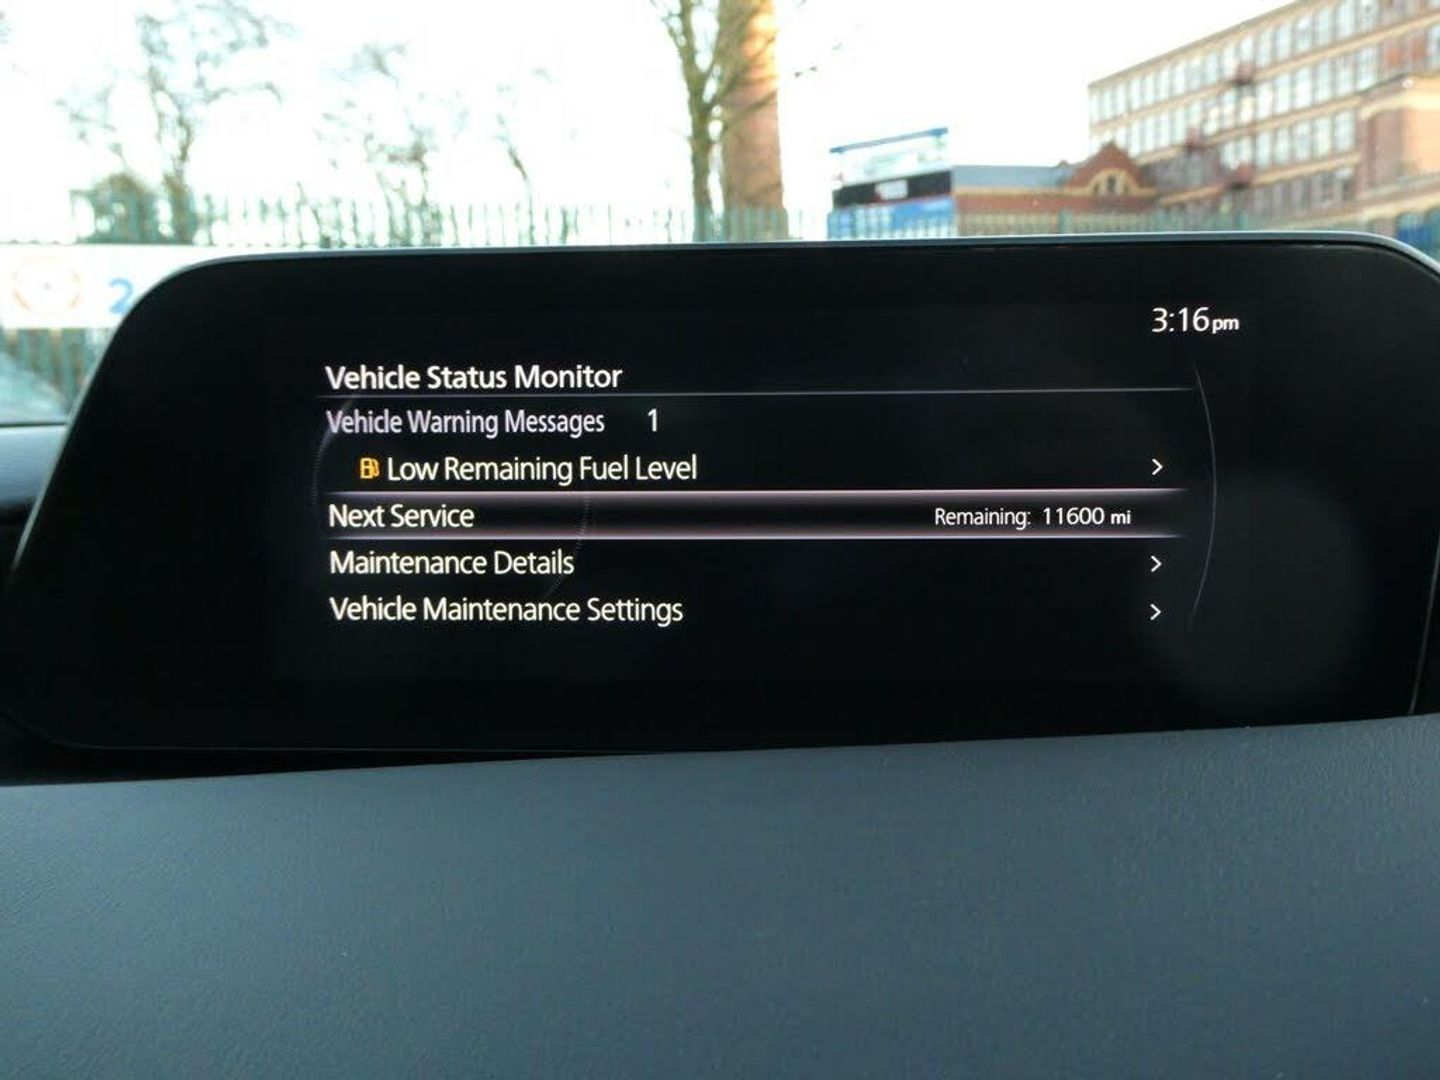 2
3:16pm
Vehicle Status Monitor
Vehicle Warning Messages 1
Low Remaining Fuel Level >
Next Service Remaining: 11600 mi
Maintenance Details >
Vehicle Maintenance Settings >